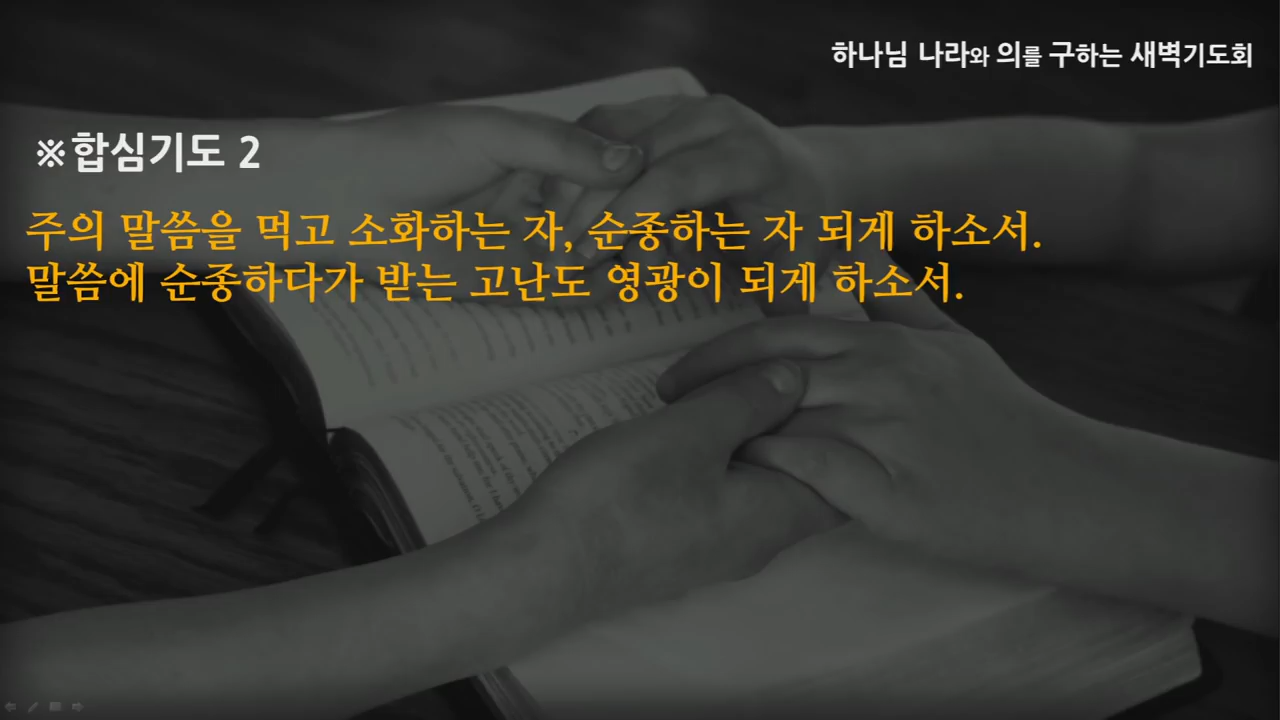 하나님 나라와 의를 구하는 새벽기도회
※합심기도 2
주의 말씀을 먹고 소화하는 자, 순종하는 자 되게 하소서.
말씀에 순종하다가 받는 고난도 영광이 되게 하소서.